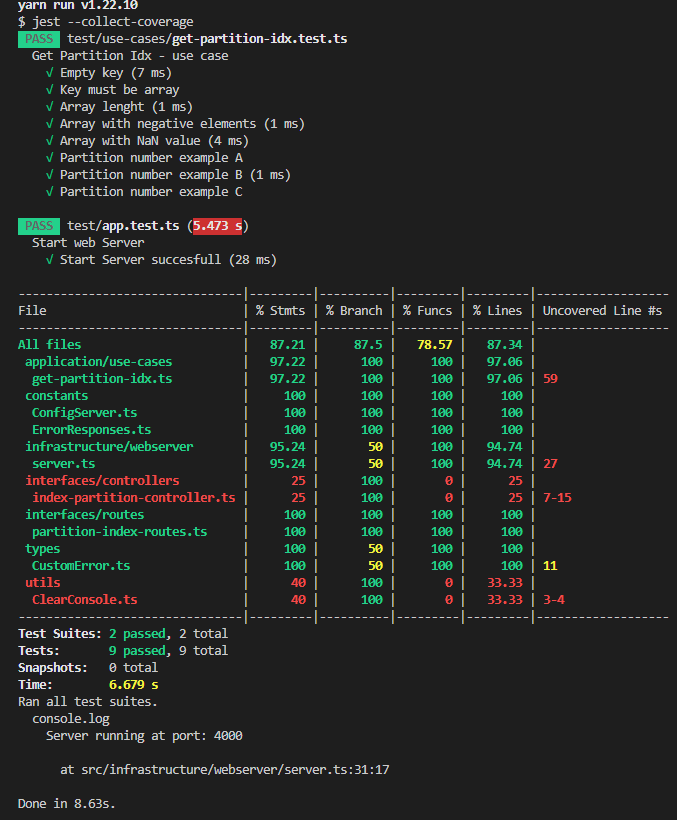 yarn run v1.22.10
$ jest --collect-coverage
PASS test/use-cases/get-partition-idx.test.ts
Get Partition Idx - use case
√ Empty key (7 ms)
√ Key must be array
√ Array lenght (1 ms)
√ Array with negative elements (1 ms)
√ Array with NaN value (4 ms)
√ Partition number example A
√ Partition number example B (1 ms)
√ Partition number example C
PASS test/app.test.ts (5.473 s)
Start web Server
√ Start Server succesfull (28 ms)
--------------------------------|---------|----------|---------|---------|-------------------
File | % Stmts | % Branch | % Funcs | % Lines | Uncovered Line #s
--------------------------------|---------|----------|---------|---------|-------------------
All files | 87.21 | 87.5 | 78.57 | 87.34 |
application/use-cases | 97.22 | 100 | 100 | 97.06 |
get-partition-idx.ts | 97.22 | 100 | 100 | 97.06 | 59
constants | 100 | 100 | 100 | 100 |
ConfigServer.ts | 100 | 100 | 100 | 100 |
ErrorResponses.ts | 100 | 100 | 100 | 100 |
infrastructure/webserver | 95.24 | 50 | 100 | 94.74 |
server.ts | 95.24 | 50 | 100 | 94.74 | 27
interfaces/controllers | 25 | 100 | 0 | 25 |
index-partition-controller.ts | 25 | 100 | 0 | 25 | 7-15
interfaces/routes | 100 | 100 | 100 | 100 |
partition-index-routes.ts | 100 | 100 | 100 | 100 |
types | 100 | 50 | 100 | 100 |
CustomError.ts | 100 | 50 | 100 | 100 | 11
utils | 40 | 100 | 0 | 33.33 |
ClearConsole.ts | 40 | 100 | 0 | 33.33 | 3-4
--------------------------------|---------|----------|---------|---------|-------------------
Test Suites: 2 passed, 2 total
Tests: 9 passed, 9 total
Snapshots: 0 total
Time: 6.679 s
Ran all test suites.
console.log
Server running at port: 4000
at src/infrastructure/webserver/server.ts:31:17
Done in 8.63s.